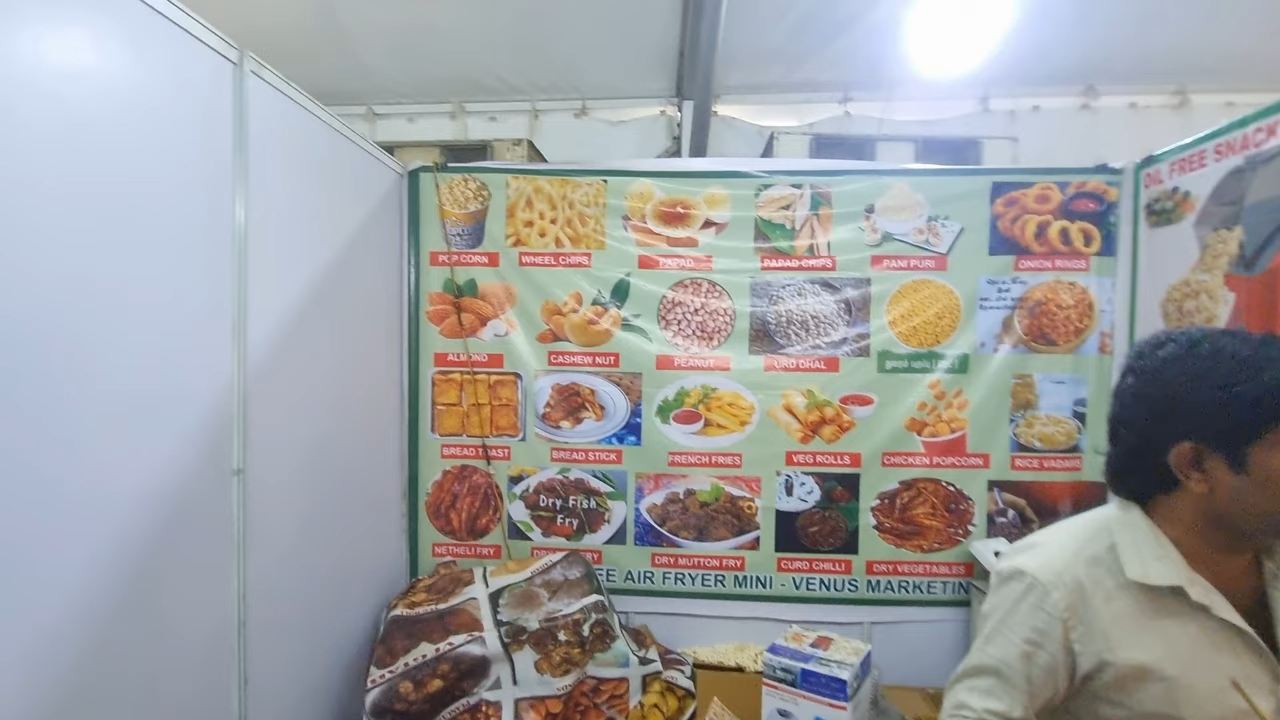 POP CORN
WHEEL CHIPS
PAPAD
PAPAD CHIPS
PANI PURI
ONION RINGS
OIL FREE SNACK
ALMOND
CASHEW NUT
PEANUT
URD DHAL
BREAD TOAST
BREAD STICK
FRENCH FRIES
VEG ROLLS
CHICKEN POPCORN
RICE VADAMS
Dry Fish
Fry
NETHELI FRY
DRY MUTTON FRY
CURD CHILLI
DRY VEGETABLES
AIR FRYER MINI - VENUS MARKETIN